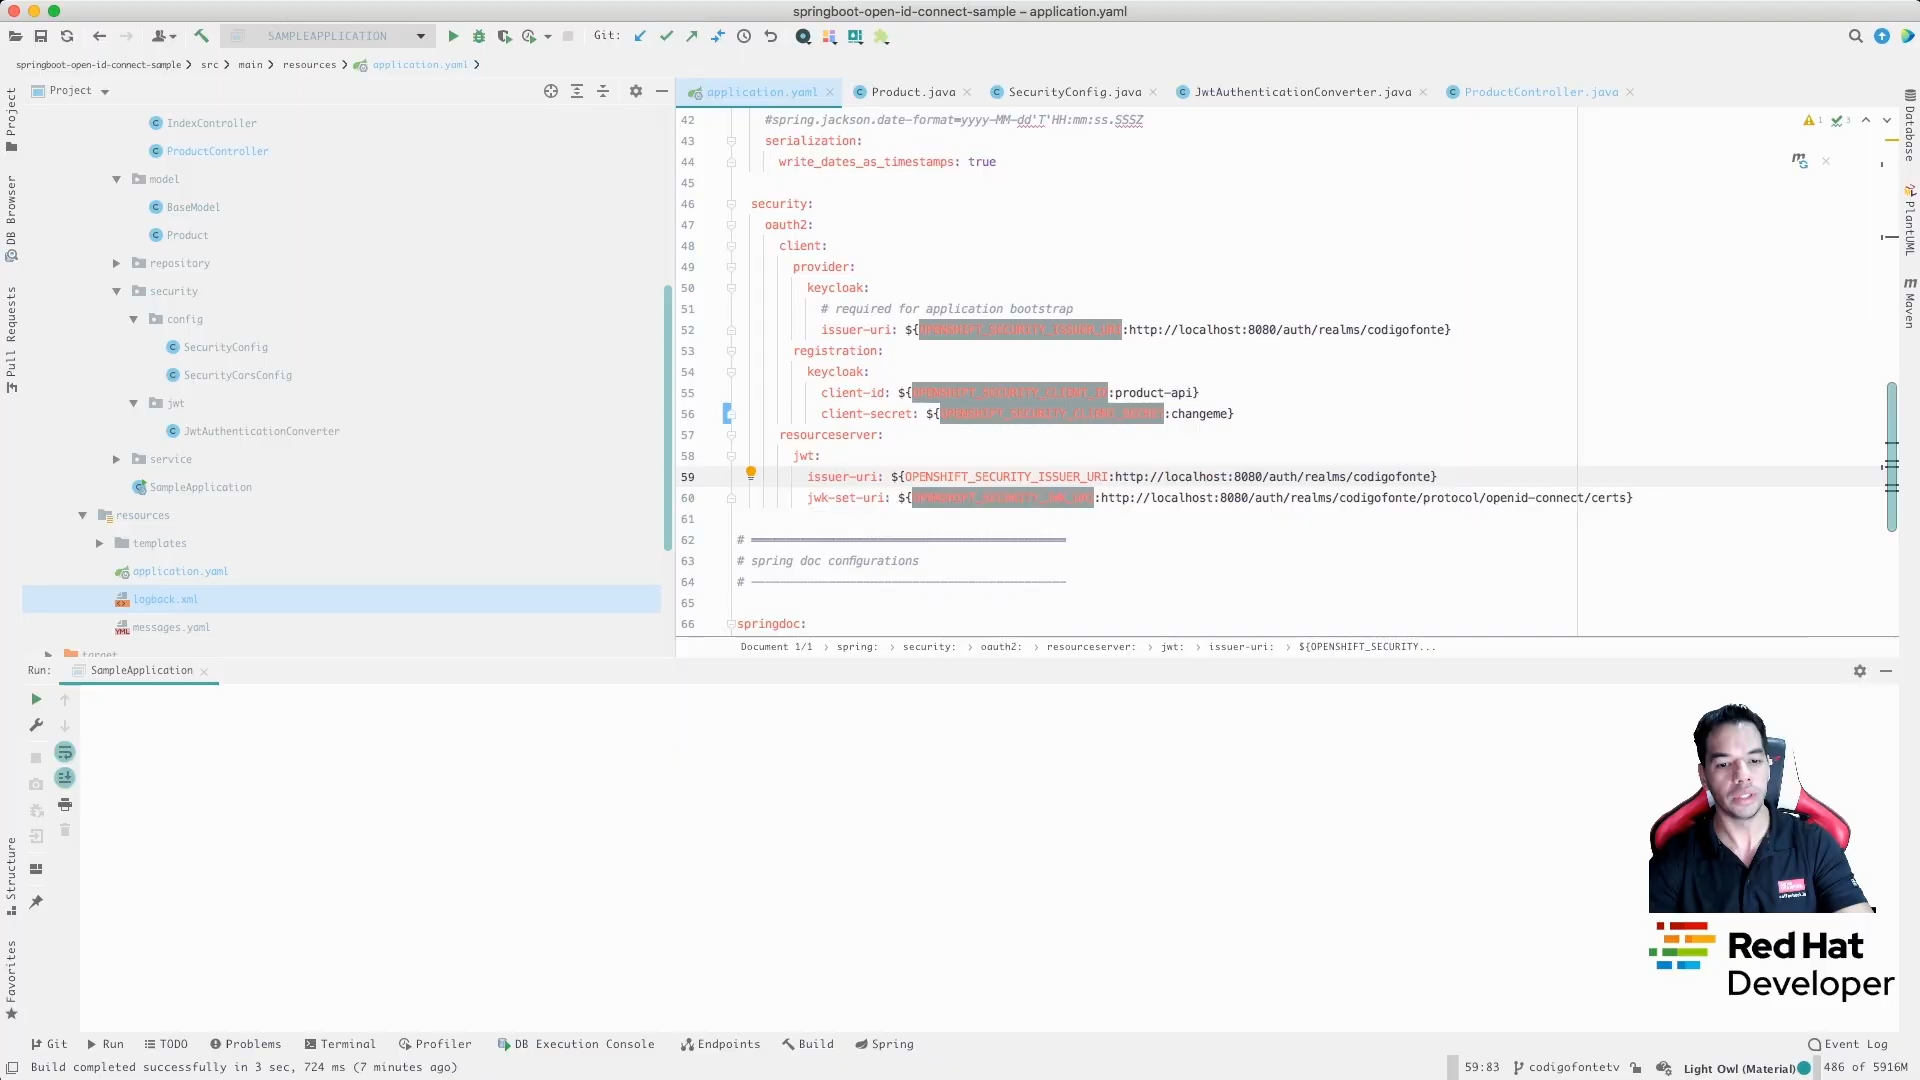 springboot-open-id-connect-sample – application.yaml
SAMPLEAPPLICATION
Git:
springboot-open-id-connect-sample
src
main
resources
application.yaml
Project
application.yaml
Product.java
SecurityConfig.java
JwtAuthenticationConverter.java
ProductController.java
Project
DB Browser
Pull Requests
Structure
Favorites
IndexController
ProductController
model
BaseModel
Product
repository
security
config
SecurityConfig
SecurityCorsConfig
jwt
JwtAuthenticationConverter
service
SampleApplication
resources
templates
application.yaml
logback.xml
messages.yaml
target
42 #spring.jackson.date-format=yyyy-MM-dd'T'HH:mm:ss.SSSZ
43 serialization:
44 write_dates_as_timestamps: true
45
46 security:
47 oauth2:
48 client:
49 provider:
50 keycloak:
51 # required for application bootstrap
52 issuer-uri: ${OPENSHIFT_SECURITY_ISSUER_URI:http://localhost:8080/auth/realms/codigofonte}
53 registration:
54 keycloak:
55 client-id: ${OPENSHIFT_SECURITY_CLIENT_ID:product-api}
56 client-secret: ${OPENSHIFT_SECURITY_CLIENT_SECRET:changeme}
57 resourceserver:
58 jwt:
59 issuer-uri: ${OPENSHIFT_SECURITY_ISSUER_URI:http://localhost:8080/auth/realms/codigofonte}
60 jwk-set-uri: ${:http://localhost:8080/auth/realms/codigofonte/protocol/openid-connect/certs}
61
62 #
63 # spring doc configurations
64 #
65
66 springdoc:
1
3
Database
PlantUML
Maven
Document 1/1
spring:
security:
oauth2:
resourceserver:
jwt:
issuer-uri:
${OPENSHIFT_SECURITY...
Run:
SampleApplication
Red Hat
Developer
Git
Run
TODO
Problems
Terminal
Profiler
DB Execution Console
Endpoints
Build
Spring
Event Log
Build completed successfully in 3 sec, 724 ms (7 minutes ago)
59:83
codigofontetv
Light Owl (Material)
486 of 5916M